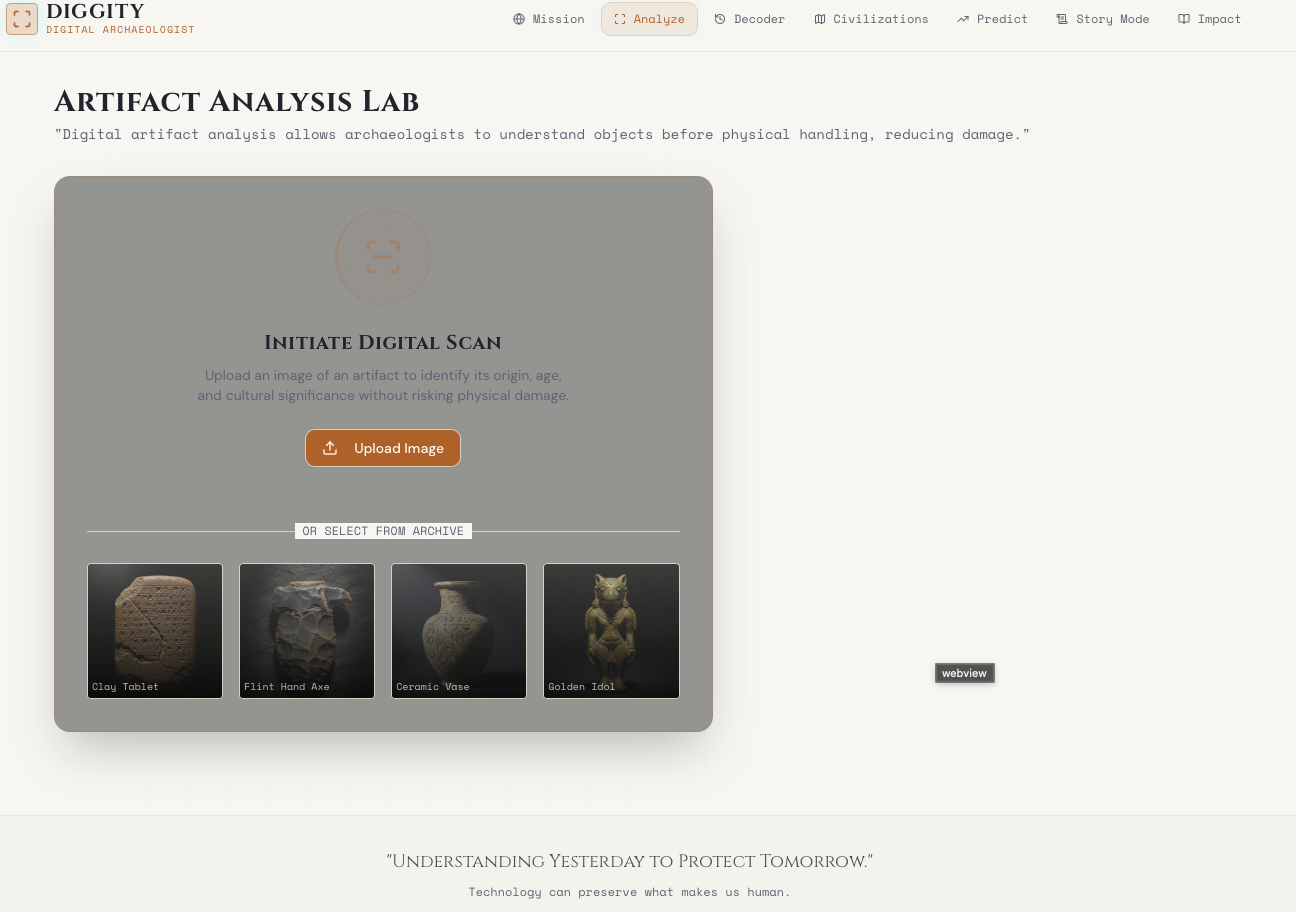 DIGGITY
DIGITAL ARCHAEOLOGIST
Mission
Analyze
Decoder
Civilizations
Predict
Story Mode
Impact
Artifact Analysis Lab
"Digital artifact analysis allows archaeologists to understand objects before physical handling, reducing damage."
Initiate Digital Scan
Upload an image of an artifact to identify its origin, age,
and cultural significance without risking physical damage.
Upload Image
OR SELECT FROM ARCHIVE
Clay Tablet
Flint Hand Axe
Ceramic Vase
Golden Idol
webview
"Understanding Yesterday to Protect Tomorrow."
Technology can preserve what makes us human.